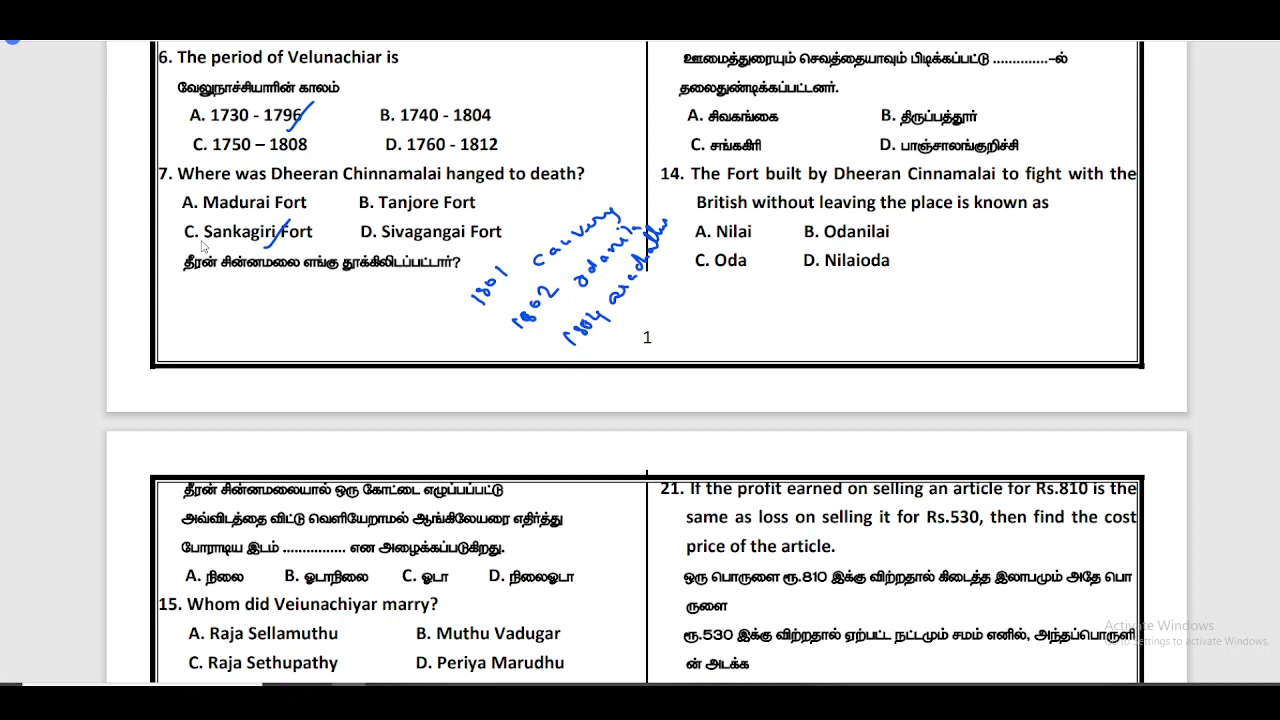 6. The period of Velunachiar is
வேலுநாச்சியாரின் காலம்
A. 1730 - 1796 B. 1740 - 1804
C. 1750 – 1808 D. 1760 - 1812
7. Where was Dheeran Chinnamalai hanged to death?
A. Madurai Fort B. Tanjore Fort
C. Sankagiri Fort D. Sivagangai Fort
தீரன் சின்னமலை எங்கு தூக்கிலிடப்பட்டார்?
1801 cauvery
1802 odanilai
1804
ஊமைத்துரையும் செவத்தையாவும் பிடிக்கப்பட்டு ..............-ல்
தலைதுண்டிக்கப்பட்டனர்.
A. சிவகங்கை B. திருப்பத்தூர்
C. சங்ககிரி D. பாஞ்சாலங்குறிச்சி
14. The Fort built by Dheeran Cinnamalai to fight with the
British without leaving the place is known as
A. Nilai B. Odanilai
C. Oda D. Nilaioda
1
தீரன் சின்னமலையால் ஒரு கோட்டை எழுப்பப்பட்டு
அவ்விடத்தை விட்டு வெளியேறாமல் ஆங்கிலேயரை எதிர்த்து
போராடிய இடம் ................ என அழைக்கப்படுகிறது.
A. நிலை B. ஓடாநிலை C. ஓடா D. நிலைஓடா
15. Whom did Veiunachiyar marry?
A. Raja Sellamuthu B. Muthu Vadugar
C. Raja Sethupathy D. Periya Marudhu
21. If the profit earned on selling an article for Rs.810 is the
same as loss on selling it for Rs.530, then find the cost
price of the article.
ஒரு பொருளை ரூ.810 இக்கு விற்றதால் கிடைத்த இலாபமும் அதே பொ
ருளை
ரூ.530 இக்கு விற்றதால் ஏற்பட்ட நட்டமும் சமம் எனில், அந்தப்பொருளி
ன் அடக்க
Activate Windows
Go to Settings to activate Windows.